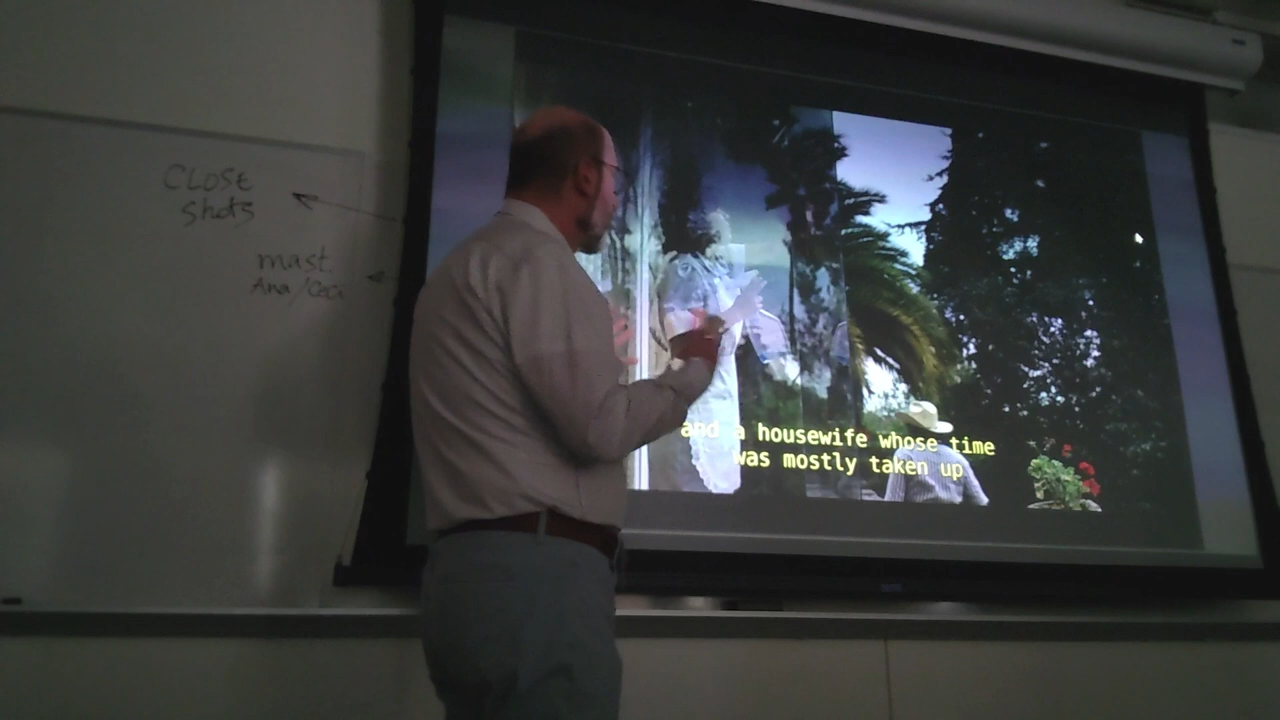 CLOSE
shots
mast.
Ana/Ceci
and a housewife whose time
was mostly taken up